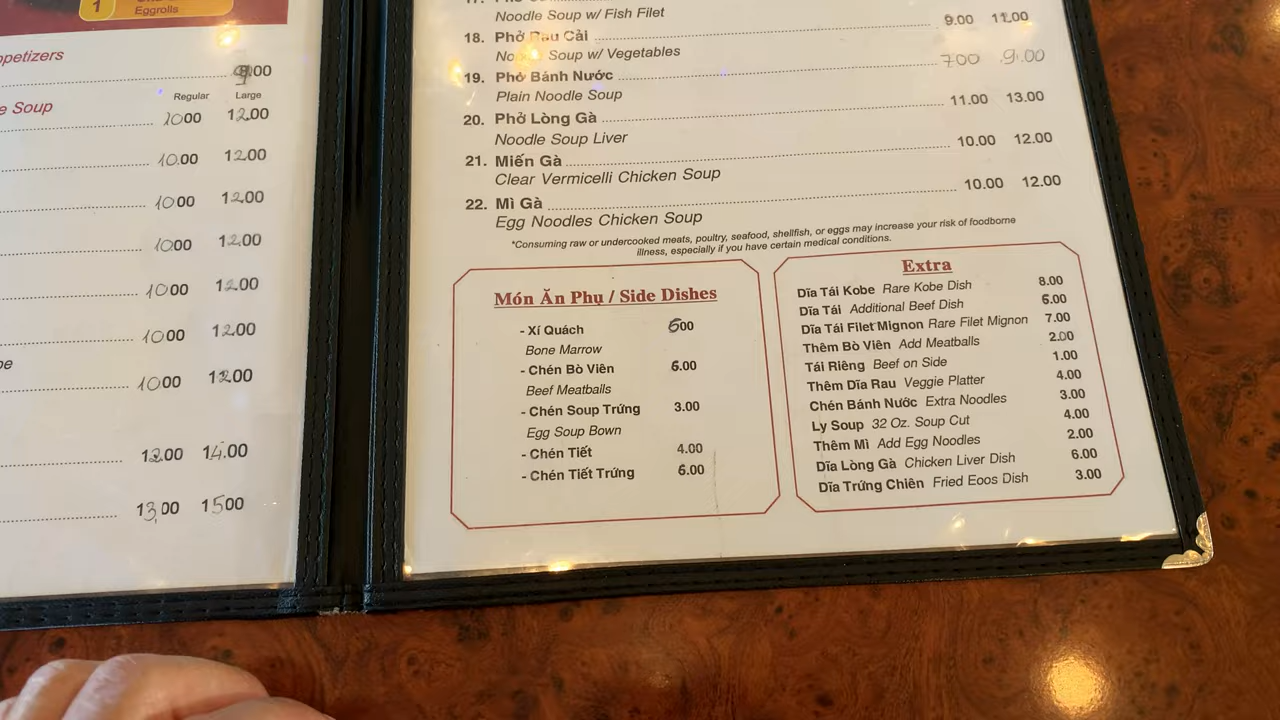 1
Eggrolls
ppetizers
9.00
Regular Large
e Soup
10.00 12.00
10.00 12.00
10.00 12.00
10.00 12.00
10.00 12.00
10.00 12.00
10.00 12.00
12.00 14.00
13.00 15.00
17.
Noodle Soup w/ Fish Filet
9.00 11.00
18. Phở Rau Cải
Noodle Soup w/ Vegetables
7.00 9.00
19. Phở Bánh Nước
Plain Noodle Soup
11.00 13.00
20. Phở Lòng Gà
Noodle Soup Liver
10.00 12.00
21. Miến Gà
Clear Vermicelli Chicken Soup
10.00 12.00
22. Mì Gà
Egg Noodles Chicken Soup
*Consuming raw or undercooked meats, poultry, seafood, shellfish, or eggs may increase your risk of foodborne
illness, especially if you have certain medical conditions.
Món Ăn Phụ / Side Dishes
- Xí Quách 6.00
Bone Marrow
- Chén Bò Viên 6.00
Beef Meatballs
- Chén Soup Trứng 3.00
Egg Soup Bown
- Chén Tiết 4.00
- Chén Tiết Trứng 6.00
Extra
Dĩa Tái Kobe Rare Kobe Dish 8.00
Dĩa Tái Additional Beef Dish 6.00
Dĩa Tái Filet Mignon Rare Filet Mignon 7.00
Thêm Bò Viên Add Meatballs 2.00
Tái Riêng Beef on Side 1.00
Thêm Dĩa Rau Veggie Platter 4.00
Chén Bánh Nước Extra Noodles 3.00
Ly Soup 32 Oz. Soup Cut 4.00
Thêm Mì Add Egg Noodles 2.00
Dĩa Lòng Gà Chicken Liver Dish 6.00
Dĩa Trứng Chiên Fried Eoos Dish 3.00